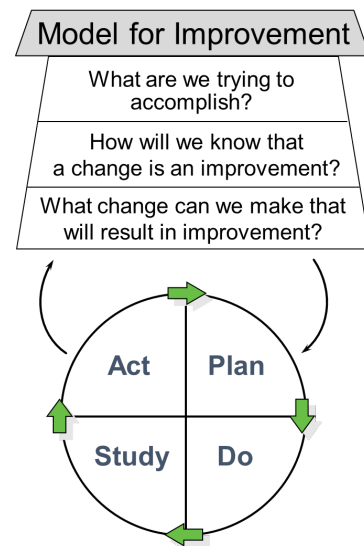 Model for Improvement
What are we trying to
accomplish?
How will we know that
a change is an improvement?
What change can we make that
will result in improvement?
Act
Plan
Study
Do